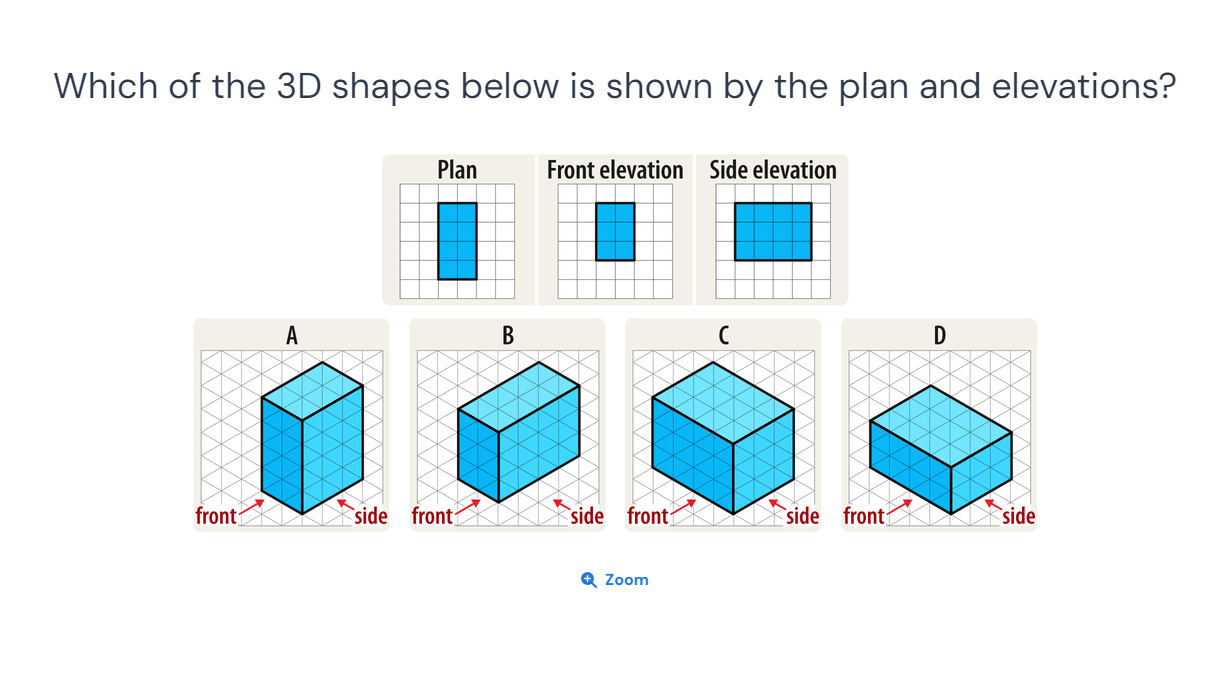 Which of the 3D shapes below is shown by the plan and elevations?
Plan Front elevation Side elevation
A B C D
front side front side front side front side
Zoom